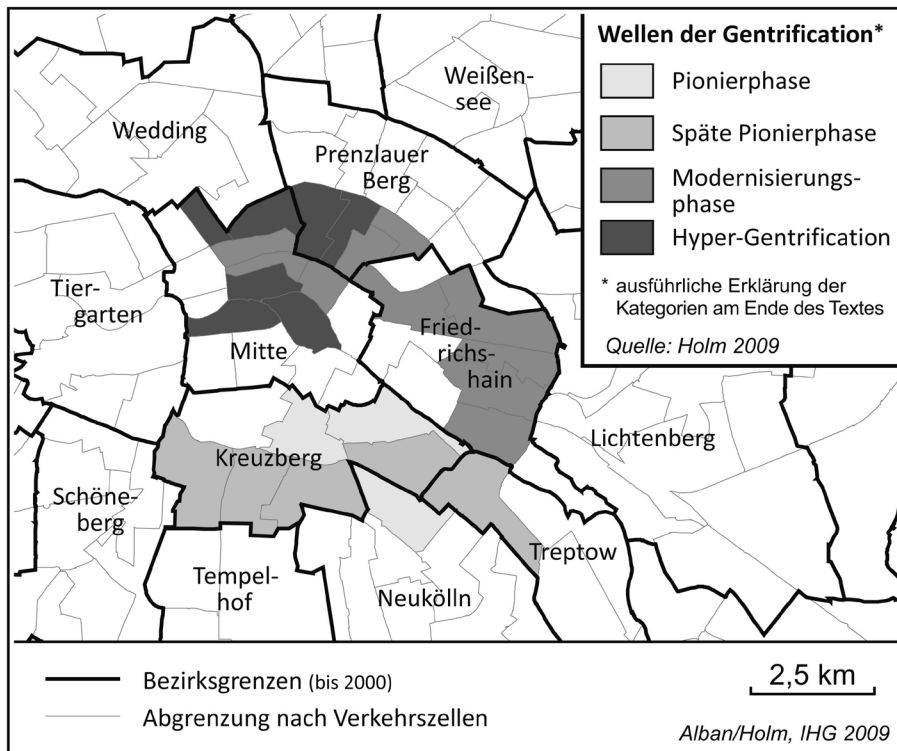 Wellen der Gentrification*
Pionierphase
Späte Pionierphase
Modernisierungs-
phase
Hyper-Gentrification
* ausführliche Erklärung der
Kategorien am Ende des Textes
Quelle: Holm 2009
Weißen-
see
Wedding
Prenzlauer
Berg
Tier-
garten
Mitte
Fried-
richs-
hain
Lichtenberg
Kreuzberg
Schöne-
berg
Treptow
Tempel-
hof
Neukölln
Bezirksgrenzen (bis 2000)
Abgrenzung nach Verkehrszellen
2,5 km
Alban/Holm, IHG 2009